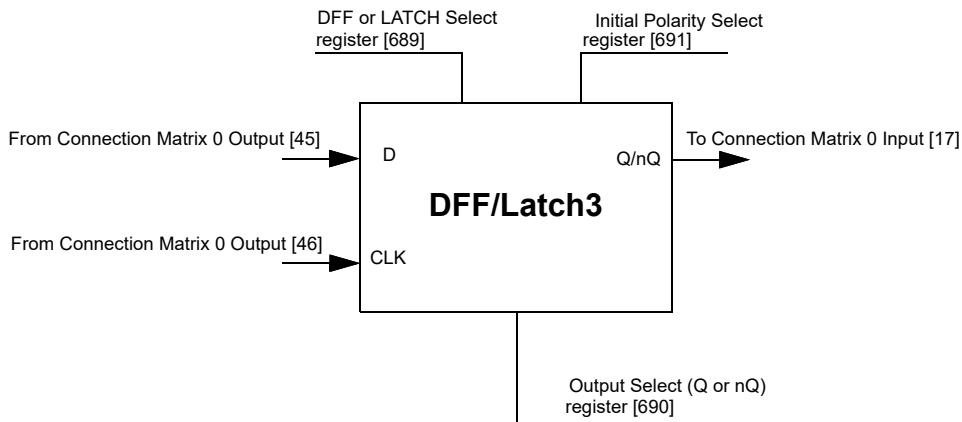 DFF or LATCH Select
register [689]
Initial Polarity Select
register [691]
From Connection Matrix 0 Output [45]
D
Q/nQ
To Connection Matrix 0 Input [17]
DFF/Latch3
From Connection Matrix 0 Output [46]
CLK
Output Select (Q or nQ)
register [690]